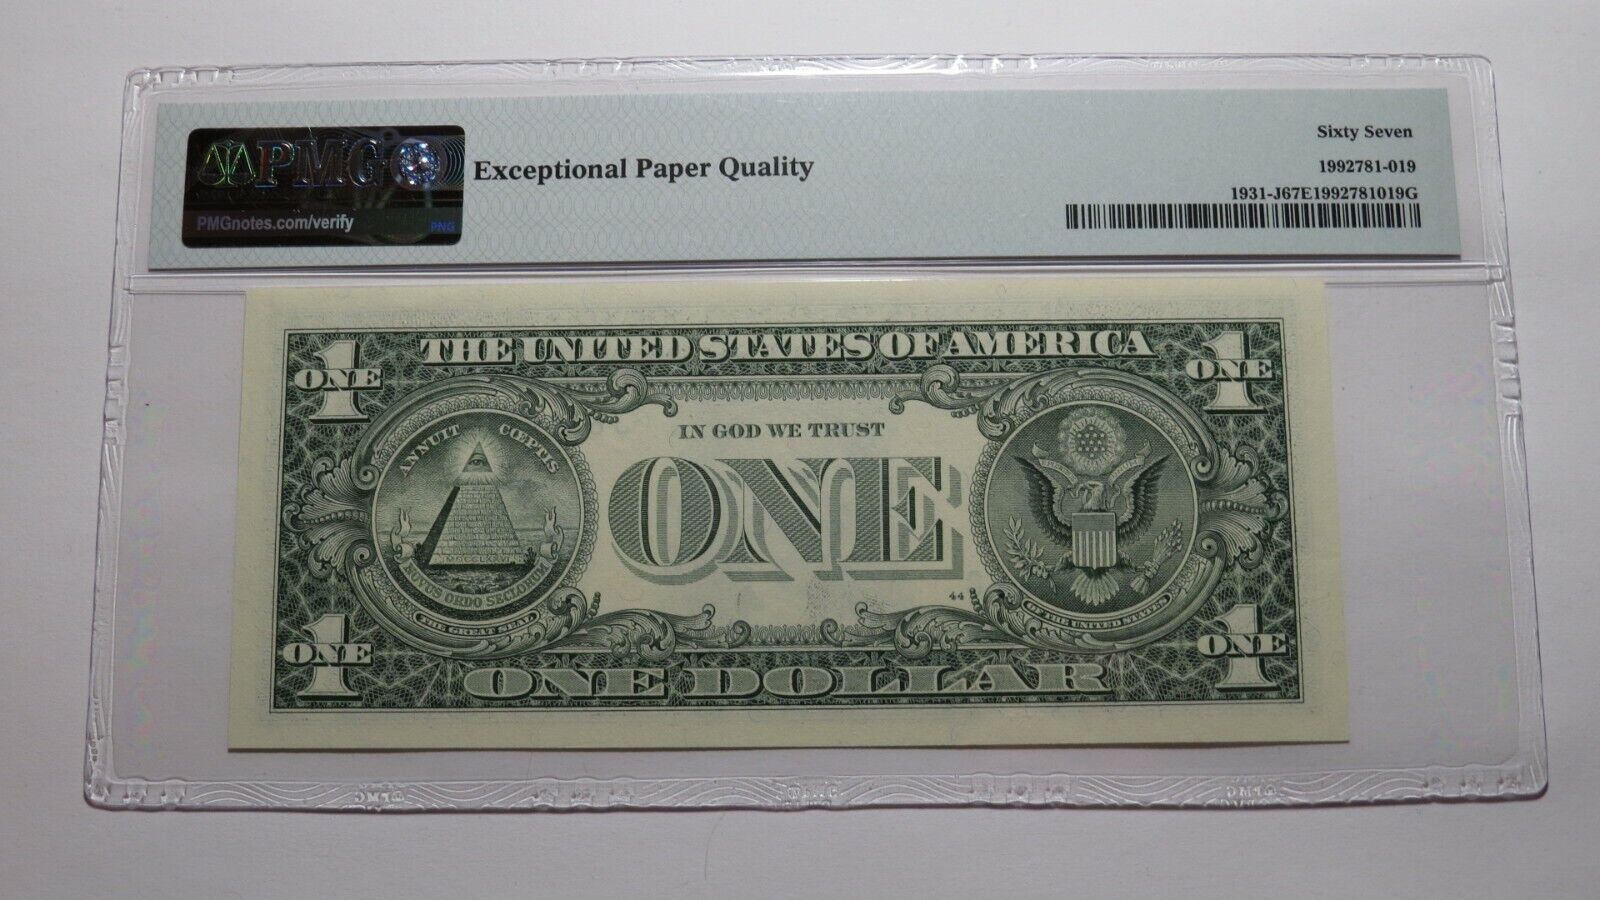 PMG
PMGnotes.com/verify
PNG
Exceptional Paper Quality
Sixty Seven
1992781-019
1931-J67E1992781019G
THE UNITED STATES OF AMERICA
1
ONE
1
ONE
ANNUIT CŒPTIS
IN GOD WE TRUST
ONE
MDCCLXXVI
NOVUS ORDO SECLORUM
THE GREAT SEAL
44
OF THE UNITED STATES
1
ONE
1
ONE
ONE DOLLAR